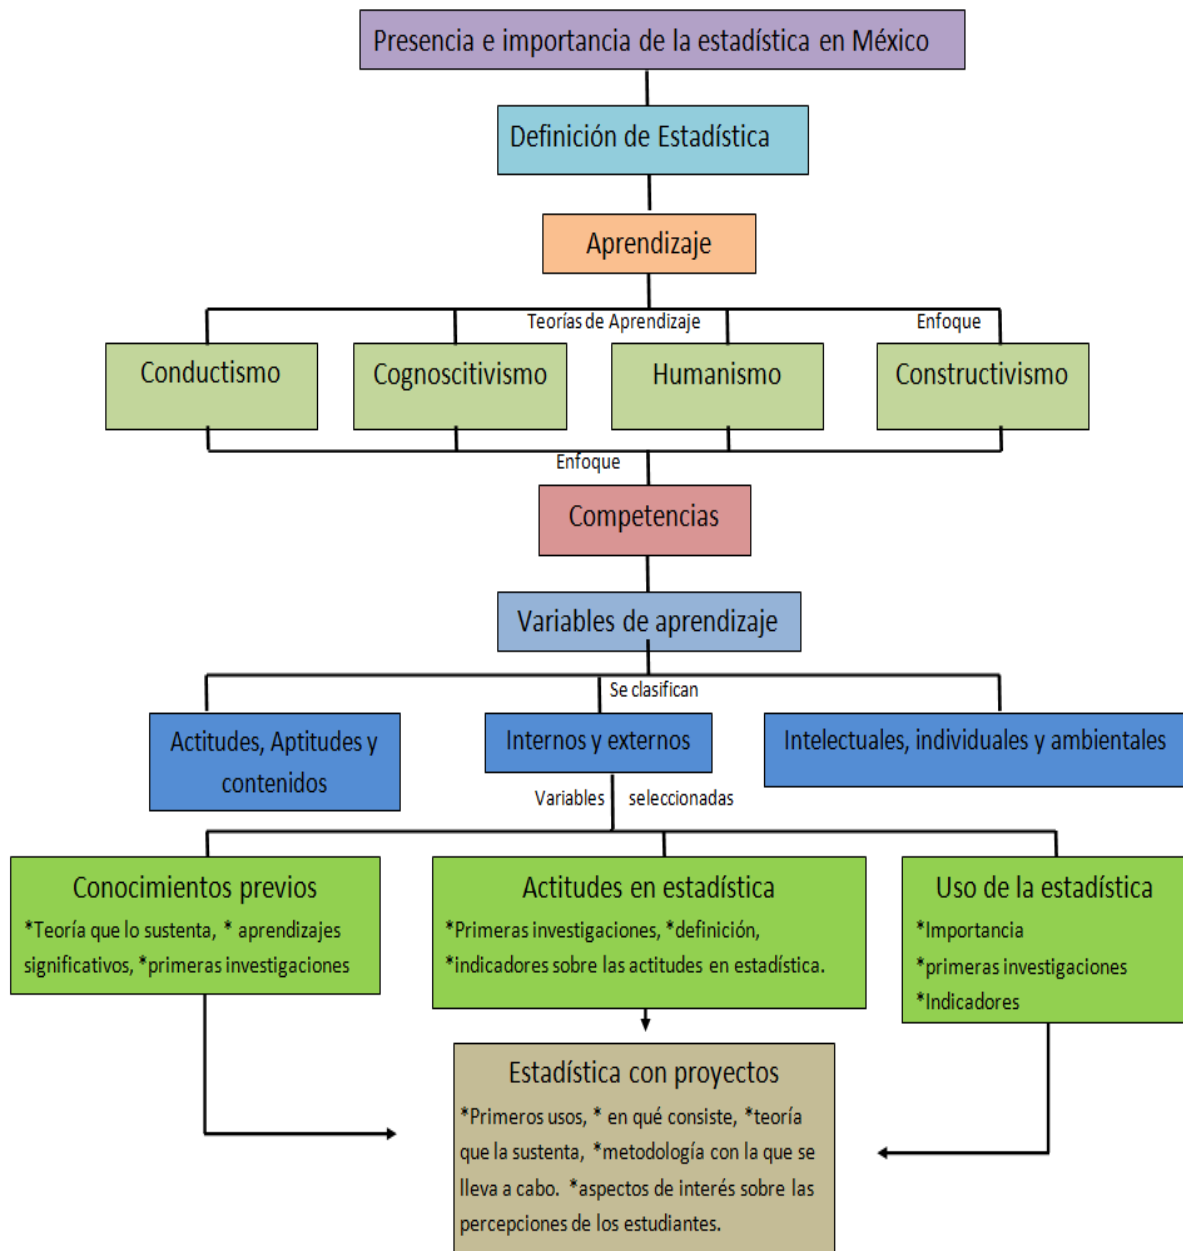 Presencia e importancia de la estadística en México
Definición de Estadística
Aprendizaje
Teorías de Aprendizaje
Enfoque
Conductismo
Cognoscitivismo
Humanismo
Constructivismo
Enfoque
Competencias
Variables de aprendizaje
Se clasifican
Actitudes, Aptitudes y
contenidos
Internos y externos
Intelectuales, individuales y ambientales
Variables seleccionadas
Conocimientos previos
*Teoría que lo sustenta, * aprendizajes
significativos, *primeras investigaciones
Actitudes en estadística
*Primeras investigaciones, *definición,
*indicadores sobre las actitudes en estadística.
Uso de la estadística
*Importancia
*primeras investigaciones
*Indicadores
Estadística con proyectos
*Primeros usos, * en qué consiste, *teoría
que la sustenta, *metodología con la que se
lleva a cabo. *aspectos de interés sobre las
percepciones de los estudiantes.